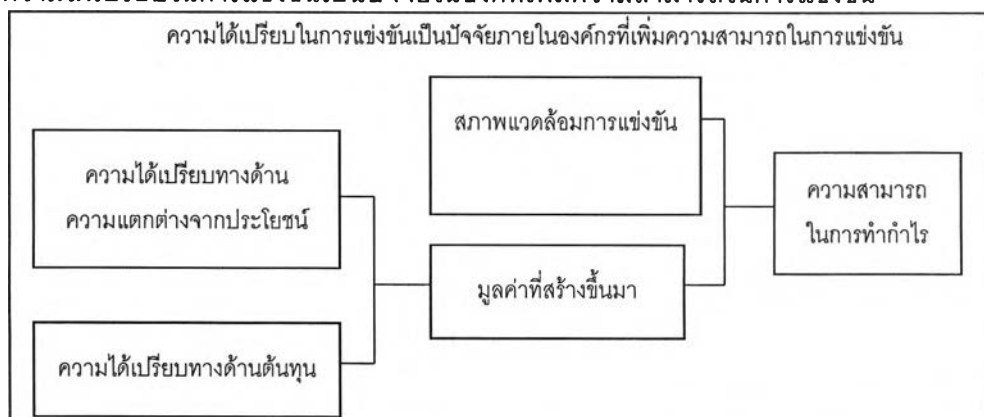 ความได้เปรียบในการแข่งขันเป็นปัจจัยภายในองค์กรที่เพิ่มความสามารถในการแข่งขัน
สภาพแวดล้อมการแข่งขัน
ความได้เปรียบทางด้าน
ความแตกต่างจากประโยชน์
ความสามารถ
ในการทำกำไร
มูลค่าที่สร้างขึ้นมา
ความได้เปรียบทางด้านต้นทุน